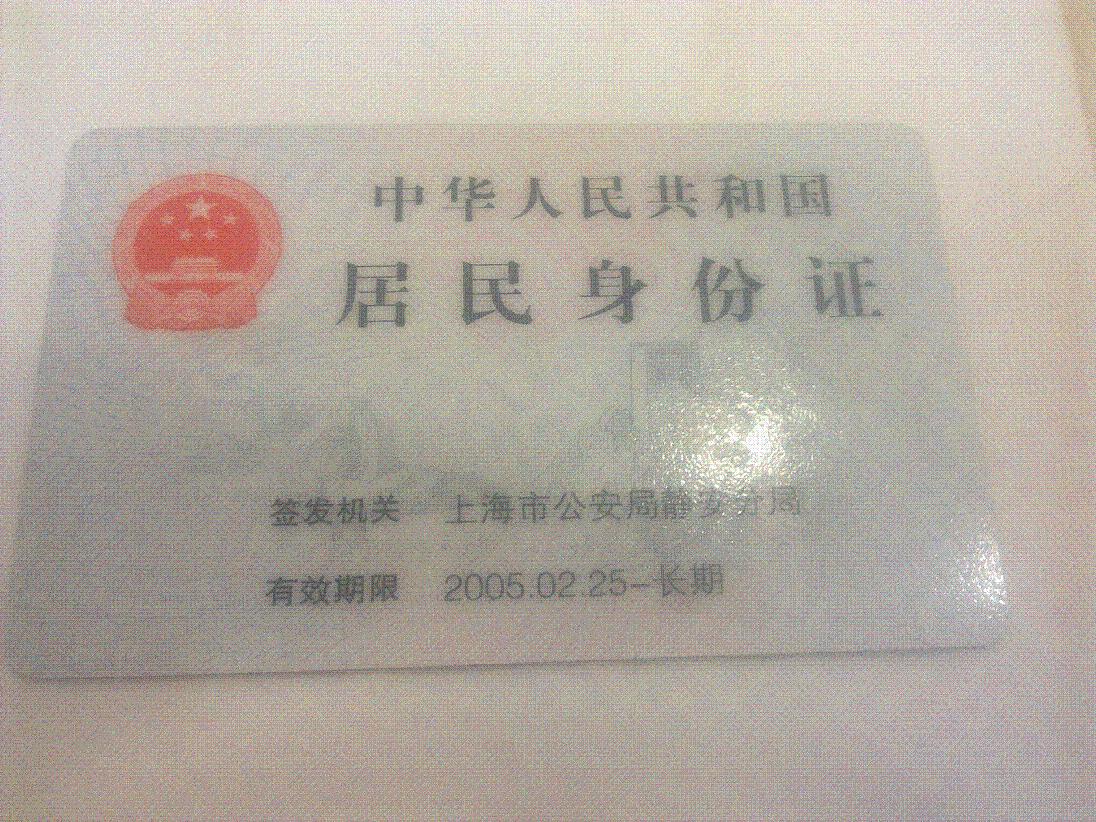 中华人民共和国
居民身份证
签发机关 上海市公安局静安分局
有效期限 2005.02.25-长期